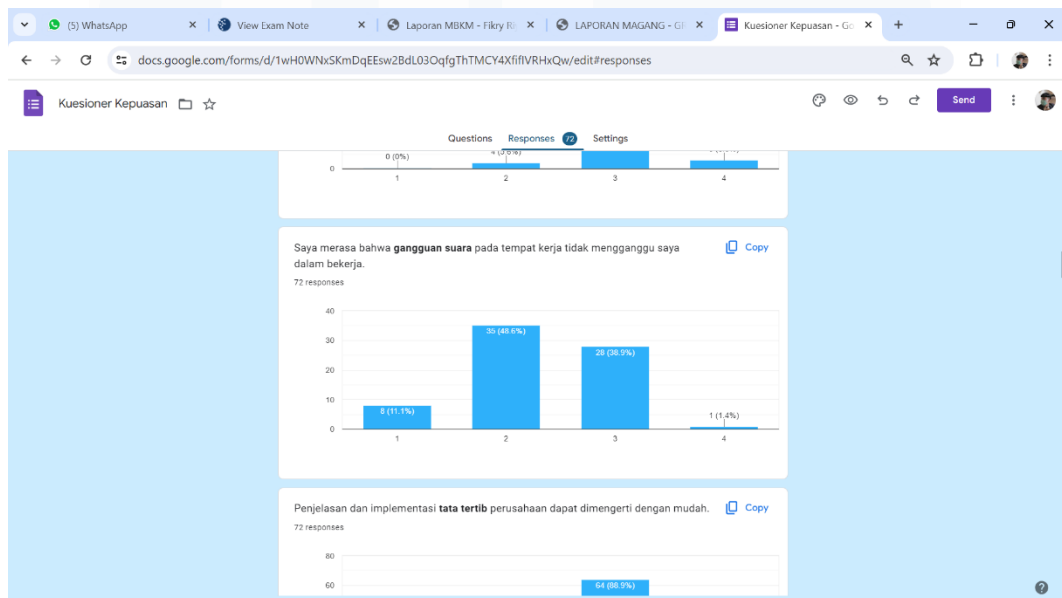 (5) WhatsApp
View Exam Note
Laporan MBKM - Fikry R
LAPORAN MAGANG - G
Kuesioner Kepuasan - Go
docs.google.com/forms/d/1wH0WNxSKmDqEEsw2BdL03OqfgThTMCY4XfifIVRHxQw/edit#responses
Kuesioner Kepuasan
Send
Questions Responses 72 Settings
0 (0%)
0
1 2 3 4
Saya merasa bahwa gangguan suara pada tempat kerja tidak mengganggu saya
dalam bekerja.
Copy
72 responses
40
30
20
10
0
8 (11.1%)
35 (48.6%)
28 (38.9%)
1 (1.4%)
1 2 3 4
Penjelasan dan implementasi tata tertib perusahaan dapat dimengerti dengan mudah.
Copy
72 responses
80
60
64 (88.9%)